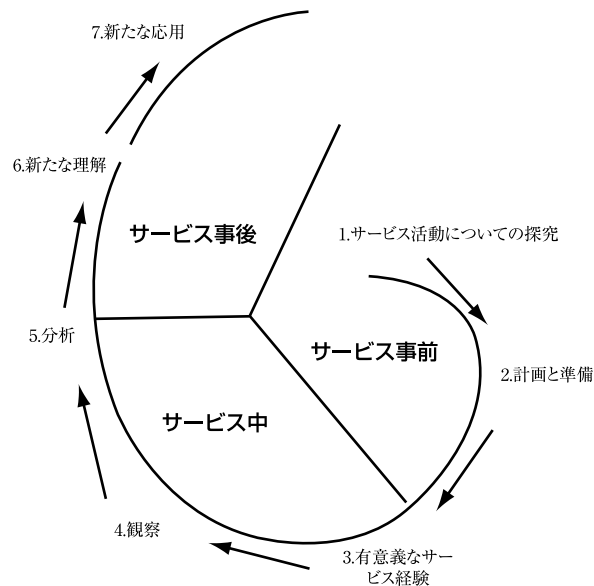 7.新たな応用
6.新たな理解
サービス事後
1.サービス活動についての探究
5.分析
サービス事前
2.計画と準備
サービス中
4.観察
3.有意義なサー
ビス経験